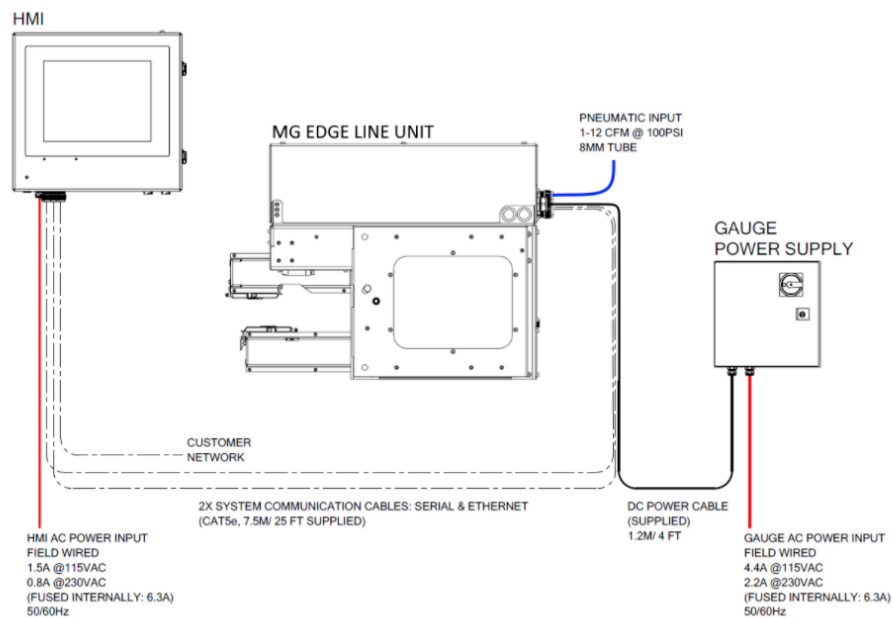 HMI
MG EDGE LINE UNIT
PNEUMATIC INPUT
1-12 CFM @ 100PSI
8MM TUBE
GAUGE
POWER SUPPLY
CUSTOMER
NETWORK
2X SYSTEM COMMUNICATION CABLES: SERIAL & ETHERNET
(CAT5e, 7.5M/ 25 FT SUPPLIED)
DC POWER CABLE
(SUPPLIED)
1.2M/ 4 FT
HMI AC POWER INPUT
FIELD WIRED
1.5A @115VAC
0.8A @230VAC
(FUSED INTERNALLY: 6.3A)
50/60Hz
GAUGE AC POWER INPUT
FIELD WIRED
4.4A @115VAC
2.2A @230VAC
(FUSED INTERNALLY: 6.3A)
50/60Hz